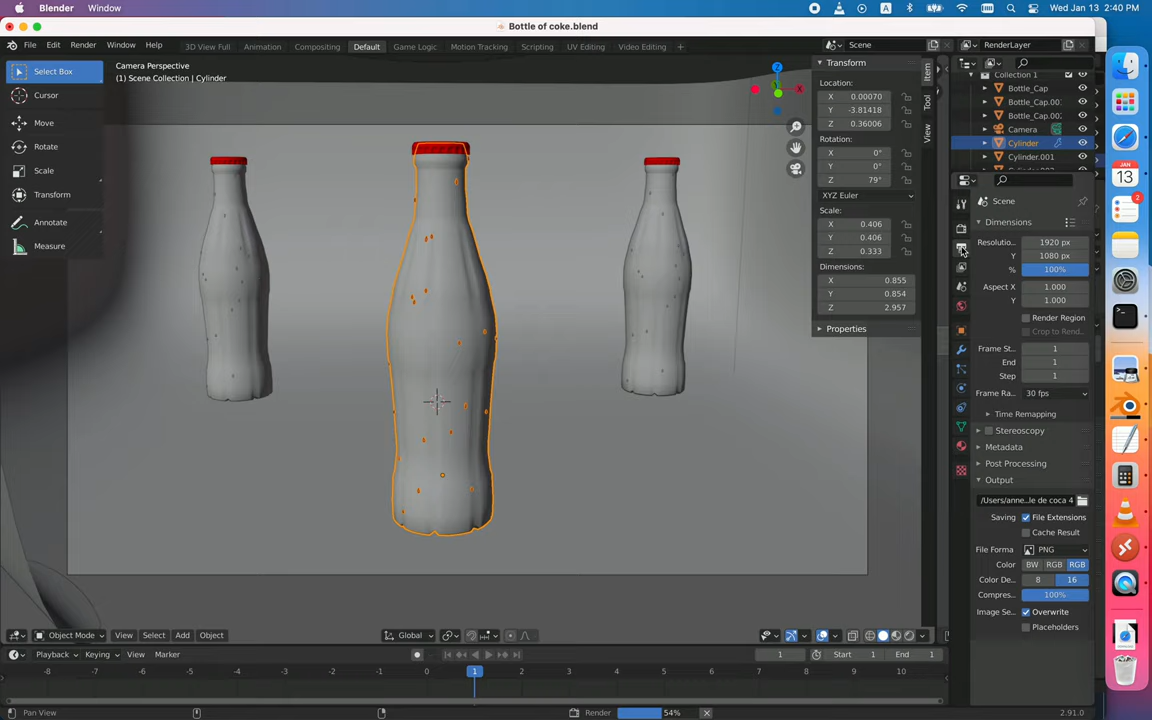 Blender Window Wed Jan 13 2:40 PM
Bottle of coke.blend
File Edit Render Window Help 3D View Full Animation Compositing Default Game Logic Motion Tracking Scripting UV Editing Video Editing + Scene RenderLayer
Camera Perspective
(1) Scene Collection | Cylinder
Select Box
Cursor
Move
Rotate
Scale
Transform
Annotate
Measure
Z
X
Transform
Location:
X 0.00070
Y -3.81418
Z 0.36006
Rotation:
X 0°
Y 0°
Z 79°
XYZ Euler
Scale:
X 0.406
Y 0.406
Z 0.333
Dimensions:
X 0.855
Y 0.854
Z 2.957
Properties
Item
Tool
View
Collection 1
Bottle_Cap
Bottle_Cap.00
Bottle_Cap.00
Camera
Cylinder
Cylinder.001
Scene
Dimensions
Resolutio... 1920 px
Y 1080 px
% 100%
Aspect X 1.000
Y 1.000
Render Region
Crop to Rend...
Frame St... 1
End 1
Step 1
Frame Ra... 30 fps
Time Remapping
Stereoscopy
Metadata
Post Processing
Output
/Users/anne...le de coca 4
Saving File Extensions
Cache Result
File Forma PNG
Color BW RGB RGB
Color De... 8 16
Compres... 100%
Image Se... Overwrite
Placeholders
JAN
13
2
Object Mode View Select Add Object Global
Playback Keying View Marker 1 Start 1 End 1
-8 -7 -6 -5 -4 -3 -2 -1 0 1 2 3 4 5 6 7 8 9 10
Pan View Render 54% 2.91.0